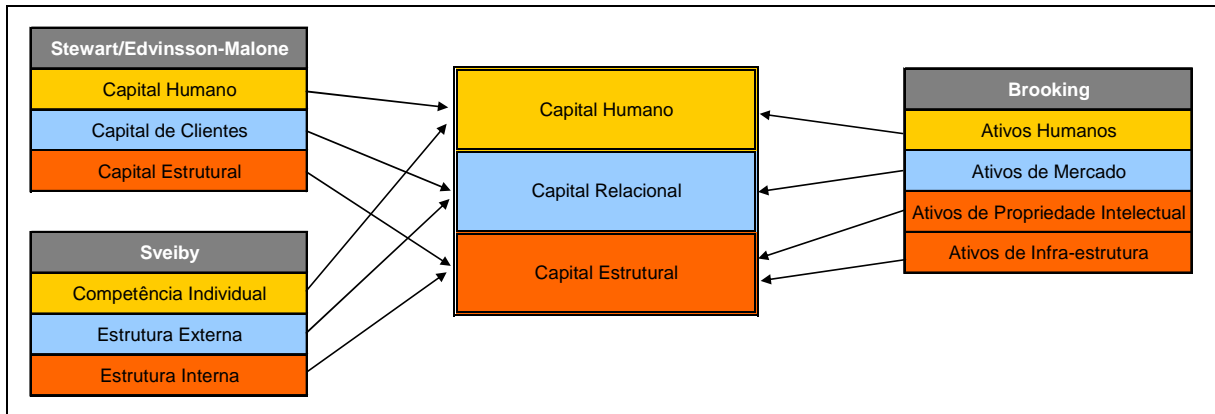 Stewart/Edvinsson-Malone
Capital Humano
Capital de Clientes
Capital Estrutural
Sveiby
Competência Individual
Estrutura Externa
Estrutura Interna
Capital Humano
Capital Relacional
Capital Estrutural
Brooking
Ativos Humanos
Ativos de Mercado
Ativos de Propriedade Intelectual
Ativos de Infra-estrutura